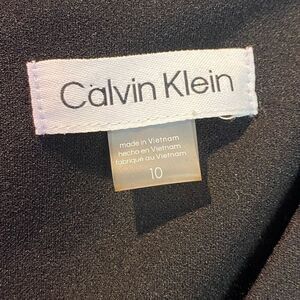 Calvin Klein
made in Vietnam
hecho en Vietnam
fabriqué au Vietnam
10